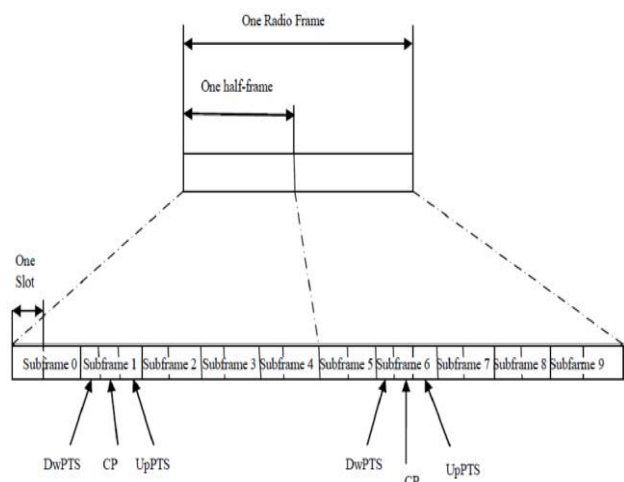 One Radio Frame
One half-frame
One
Slot
Subframe 0 Subframe 1 Subframe 2 Subframe 3 Subframe 4 Subframe 5 Subframe 6 Subframe 7 Subframe 8 Subfarme 9
DwPTS CP UpPTS DwPTS CP UpPTS